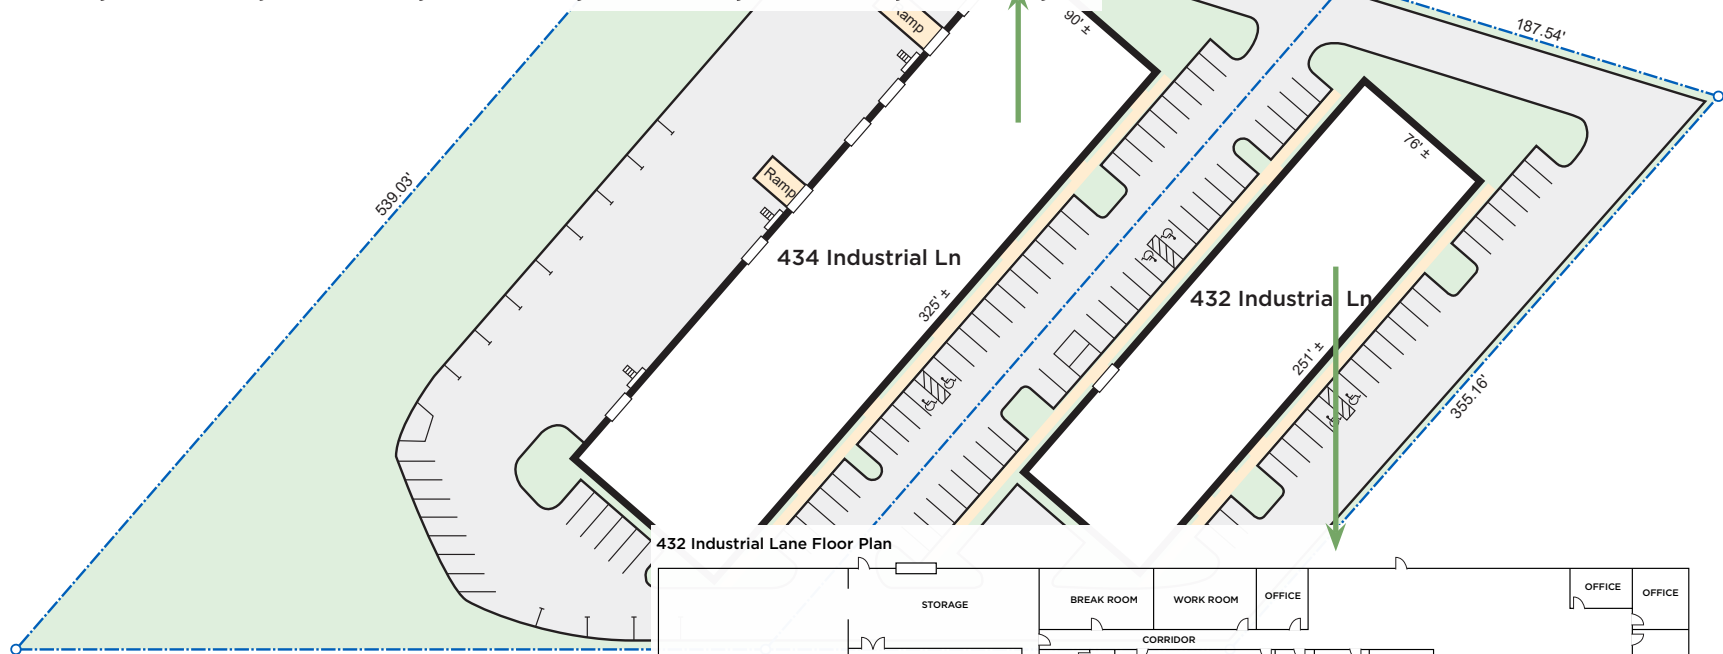 Ramp
90' ±
187.54'
76' ±
539.03'
Ramp
434 Industrial Ln
432 Industrial Ln
325' ±
251' ±
355.16'
432 Industrial Lane Floor Plan
STORAGE
BREAK ROOM
WORK ROOM
OFFICE
OFFICE
OFFICE
CORRIDOR